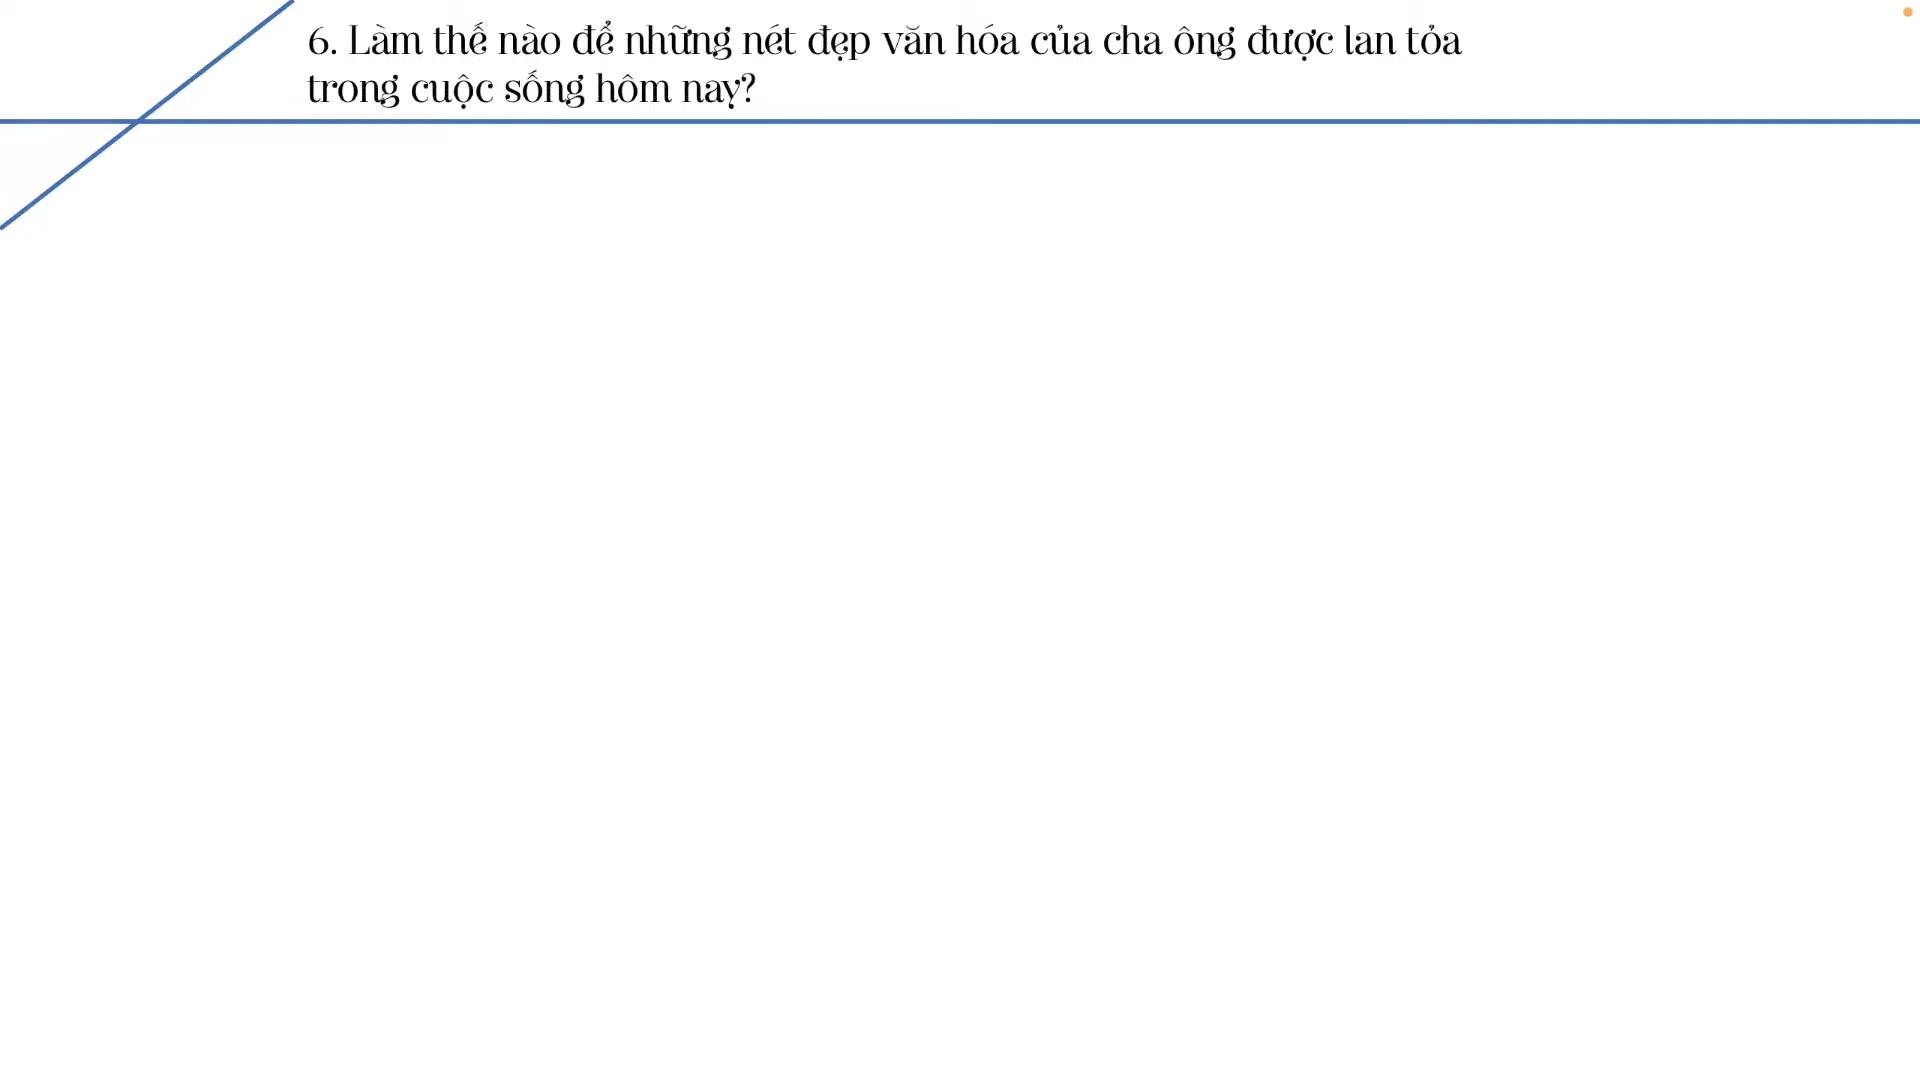 6. Làm thế nào để những nét đẹp văn hóa của cha ông được lan tỏa
trong cuộc sống hôm nay?